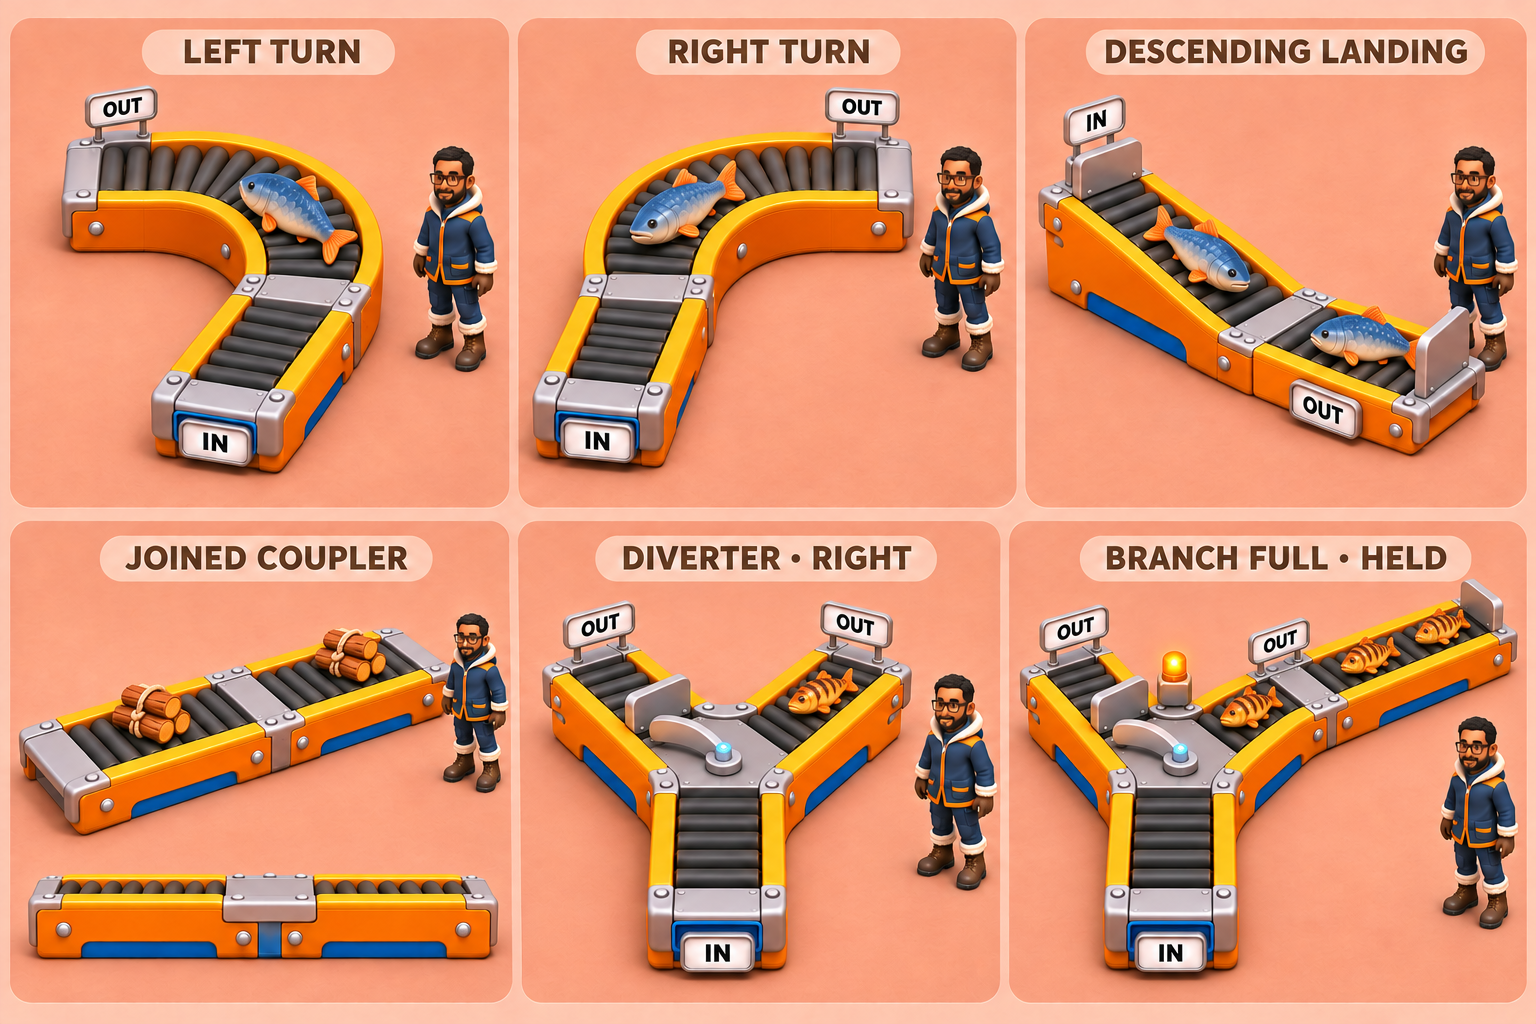 LEFT TURN
OUT
IN
RIGHT TURN
OUT
IN
DESCENDING LANDING
IN
OUT
JOINED COUPLER
DIVERTER • RIGHT
OUT
OUT
IN
BRANCH FULL • HELD
OUT
OUT
IN